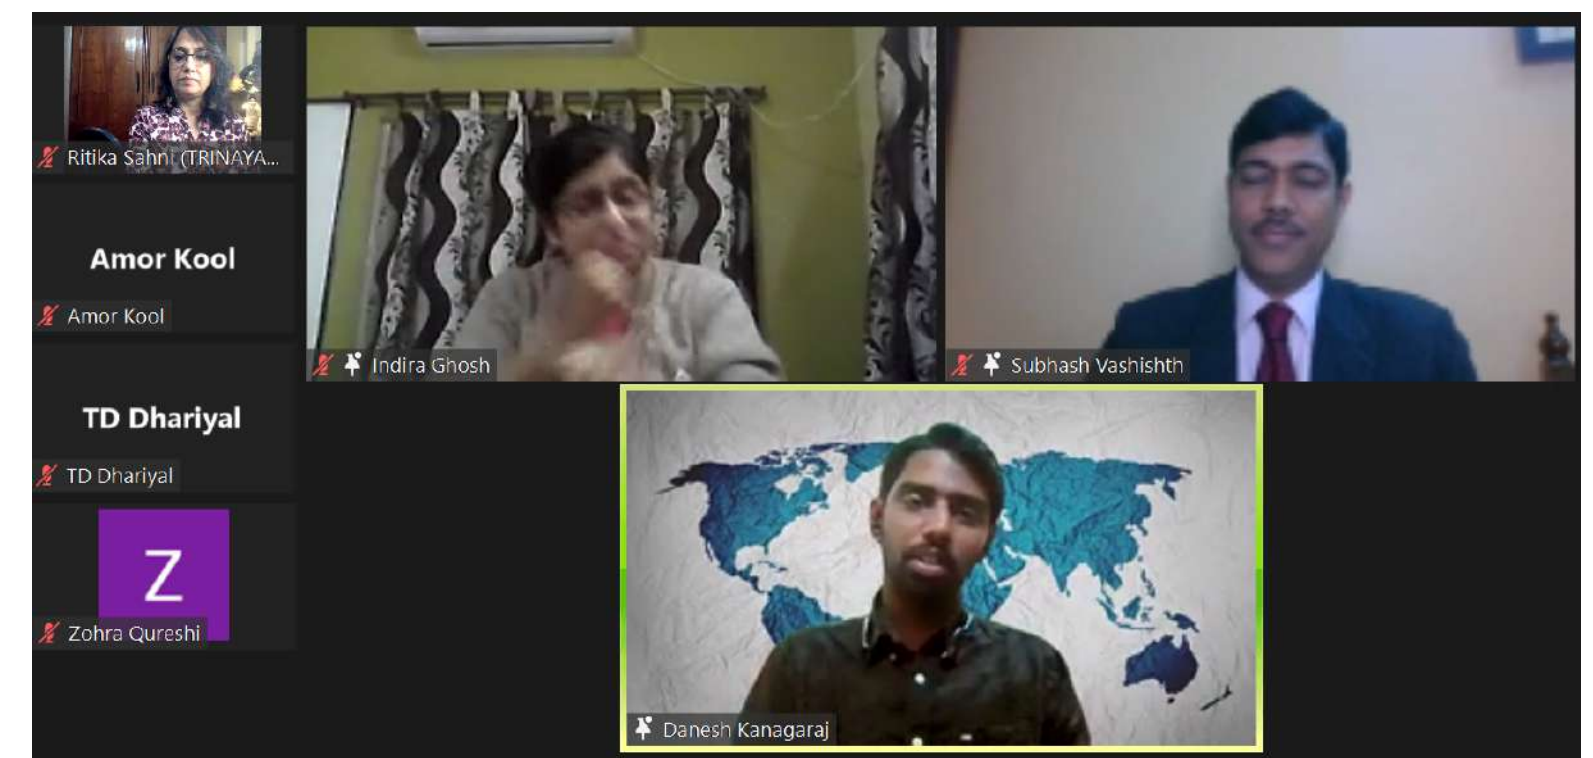 Ritika Sahni (TRINAYA...
Amor Kool
Amor Kool
TD Dhariyal
TD Dhariyal
Z
Zohra Qureshi
Indira Ghosh
Subhash Vashishth
Danesh Kanagaraj